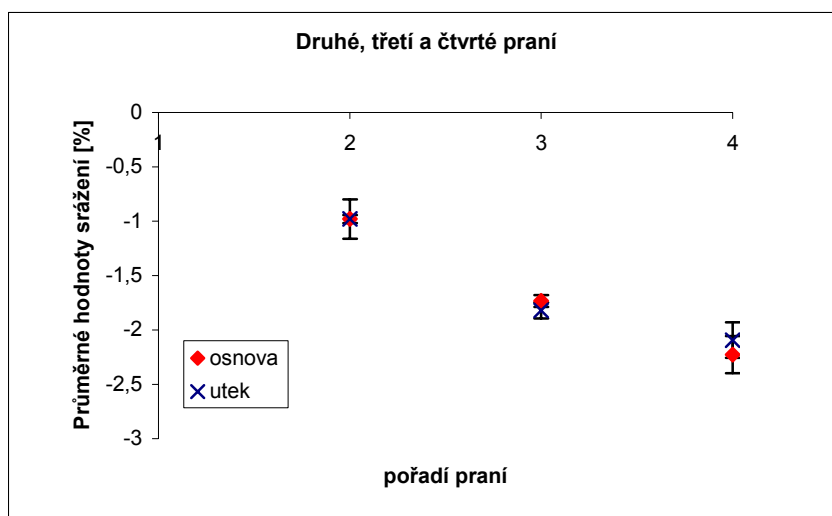 Druhé, třetí a čtvrté praní
Průměrné hodnoty srážení [%]
0
-0,5
-1
-1,5
-2
-2,5
-3
1 2 3 4
osnova
utek
pořadí praní